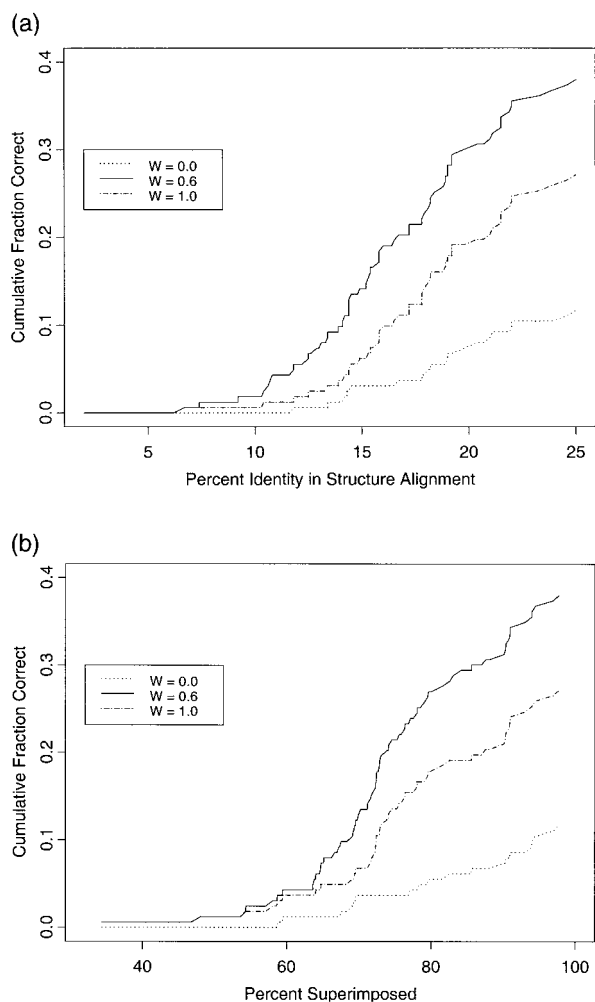 (a)
Cumulative Fraction Correct
0.4
0.3
0.2
0.1
0.0
W = 0.0
W = 0.6
W = 1.0
5 10 15 20 25
Percent Identity in Structure Alignment
(b)
Cumulative Fraction Correct
0.4
0.3
0.2
0.1
0.0
W = 0.0
W = 0.6
W = 1.0
40 60 80 100
Percent Superimposed